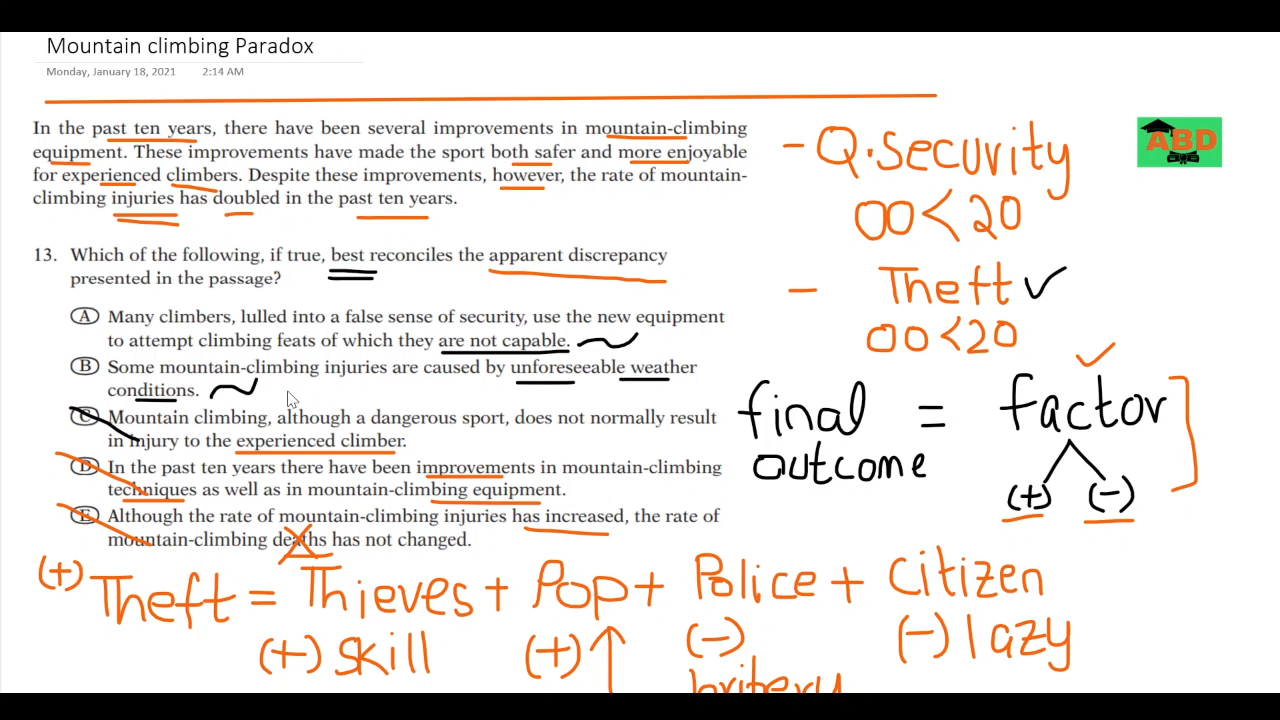 Mountain climbing Paradox
Monday, January 18, 2021 2:14 AM
In the past ten years, there have been several improvements in mountain-climbing
equipment. These improvements have made the sport both safer and more enjoyable
for experienced climbers. Despite these improvements, however, the rate of mountain-
climbing injuries has doubled in the past ten years.
13. Which of the following, if true, best reconciles the apparent discrepancy
presented in the passage?
A Many climbers, lulled into a false sense of security, use the new equipment
to attempt climbing feats of which they are not capable.
B Some mountain-climbing injuries are caused by unforeseeable weather
conditions.
C Mountain climbing, although a dangerous sport, does not normally result
in injury to the experienced climber.
D In the past ten years there have been improvements in mountain-climbing
techniques as well as in mountain-climbing equipment.
E Although the rate of mountain-climbing injuries has increased, the rate of
mountain-climbing deaths has not changed.
- Q.Security
00 < 20
- Theft ✓
00 < 20
final = factor
outcome
(+) (-)
(+) Theft = Thieves + Pop + Police + Citizen
(+) skill (+) ↑ (-) (-) lazy
britery
ABD